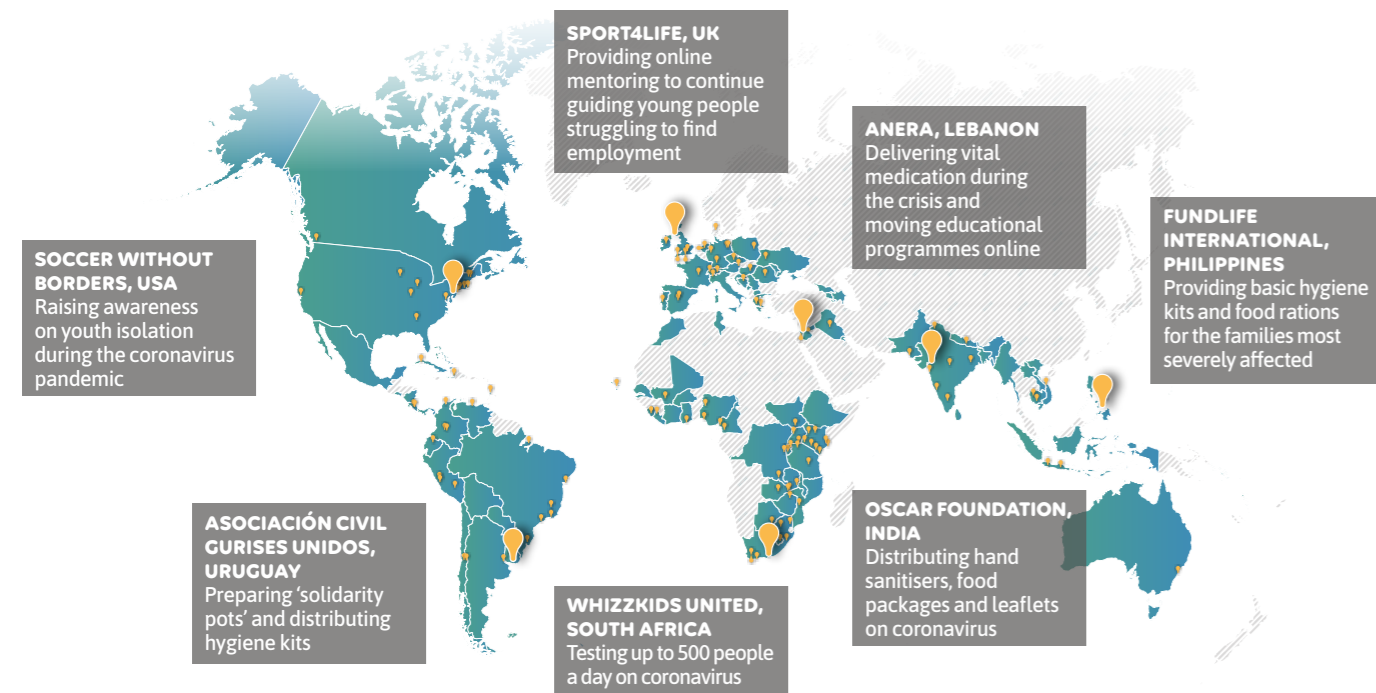 SPORT4LIFE, UK
Providing online
mentoring to continue
guiding young people
struggling to find
employment
ANERA, LEBANON
Delivering vital
medication during
the crisis and
moving educational
programmes online
FUNDLIFE
INTERNATIONAL,
PHILIPPINES
Providing basic hygiene
kits and food rations
for the families most
severely affected
SOCCER WITHOUT
BORDERS, USA
Raising awareness
on youth isolation
during the coronavirus
pandemic
ASOCIACIÓN CIVIL
GURISES UNIDOS,
URUGUAY
Preparing ‘solidarity
pots’ and distributing
hygiene kits
WHIZZKIDS UNITED,
SOUTH AFRICA
Testing up to 500 people
a day on coronavirus
OSCAR FOUNDATION,
INDIA
Distributing hand
sanitisers, food
packages and leaflets
on coronavirus